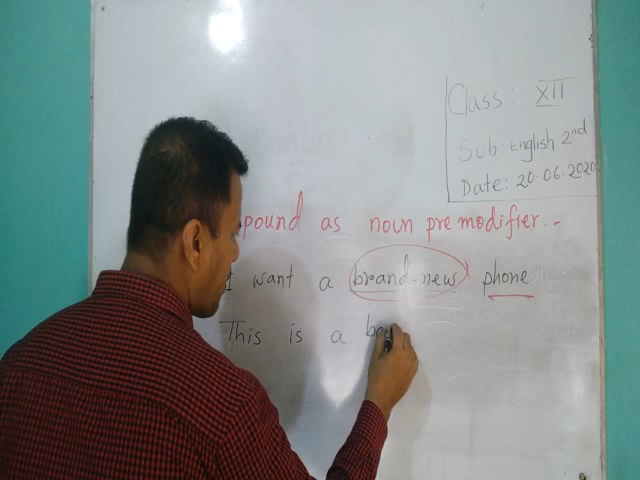 Class: XII
Sub: English 2nd
Date: 20.06.2020
pound as noun premodifier:-
I want a brand-new phone.
This is a